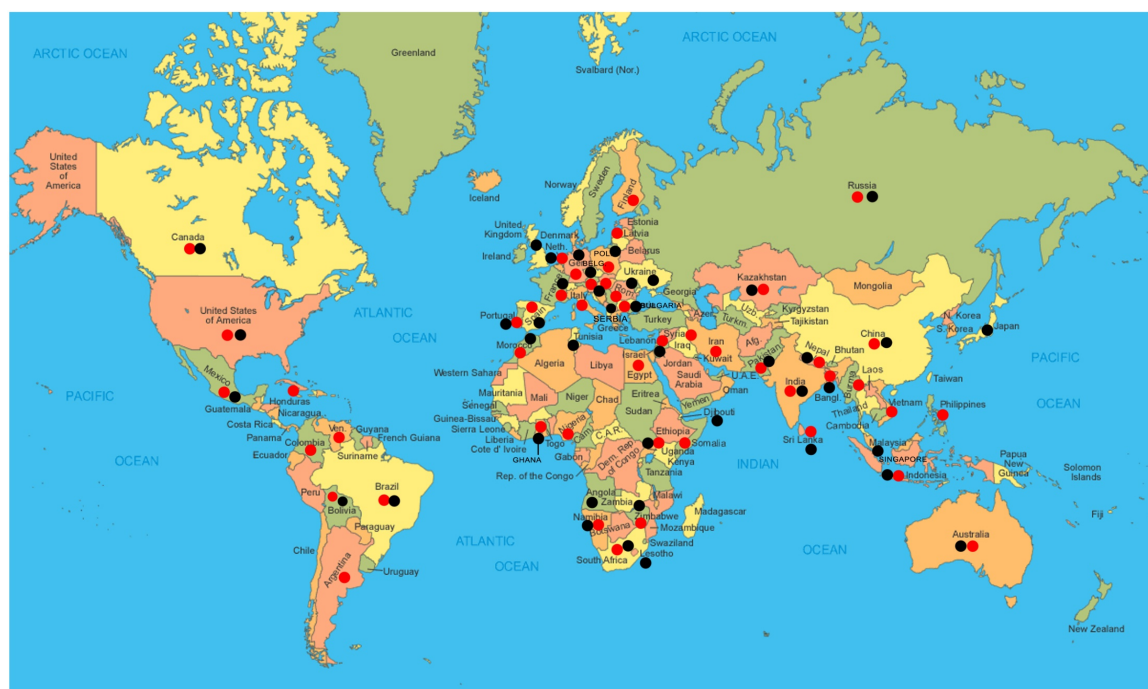 ARCTIC OCEAN
Greenland
Svalbard (Nor.)
ARCTIC OCEAN
United
States
of
America
Iceland
Norway
Sweden
Finland
Russia
Canada
United
Kingdom
Ireland
Denmark
Neth.
Estonia
Latvia
Belarus
BELG
Ukraine
France
Italy
Portugal
Spain
SERBIA
BULGARIA
Greece
Georgia
Turkey
Azer.
Kazakhstan
Uzb.
Turkm.
Kyrgyzstan
Tajikistan
Mongolia
N. Korea
S. Korea
Japan
China
United States
of America
ATLANTIC
OCEAN
Morocco
Tunisia
Lebanon
Syria
Iraq
Iran
Afg.
Pakistan
Nepal
Bhutan
Kuwait
Israel
Jordan
Egypt
Algeria
Libya
Saudi
Arabia
U.A.E.
Oman
Yemen
Western Sahara
Mauritania
Mali
Niger
Chad
Sudan
Eritrea
Djibouti
India
Bangl.
Burma
Laos
Thailand
Vietnam
Cambodia
Taiwan
Philippines
PACIFIC
OCEAN
PACIFIC
OCEAN
Mexico
Guatemala
Honduras
Nicaragua
Costa Rica
Panama
Ven.
Guyana
French Guiana
Suriname
Colombia
Ecuador
Peru
Brazil
Bolivia
Paraguay
Chile
Argentina
Uruguay
Senegal
Guinea-Bissau
Sierra Leone
Liberia
Cote d' Ivoire
GHANA
Togo
Nigeria
Cam.
C.A.R.
Gabon
Rep. of the Congo
Dem. Rep
of Congo
Ethiopia
Somalia
Uganda
Kenya
Tanzania
Angola
Zambia
Malawi
Zimbabwe
Mozambique
Madagascar
Namibia
Botswana
Swaziland
Lesotho
South Africa
ATLANTIC
OCEAN
INDIAN
OCEAN
Sri Lanka
Malaysia
SINGAPORE
Indonesia
Papua
New
Guinea
Solomon
Islands
Fiji
Australia
New Zealand